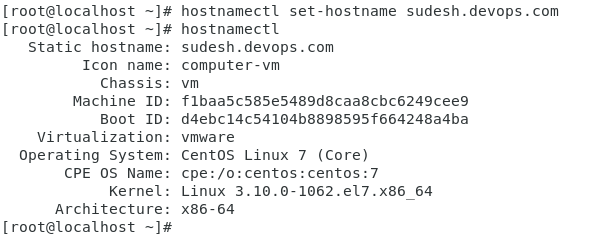 [root@localhost ~]# hostnamectl set-hostname sudesh.devops.com
[root@localhost ~]# hostnamectl
   Static hostname: sudesh.devops.com
         Icon name: computer-vm
           Chassis: vm
        Machine ID: f1baa5c585e5489d8caa8cbc6249cee9
           Boot ID: d4ebc14c54104b8898595f664248a4ba
    Virtualization: vmware
  Operating System: CentOS Linux 7 (Core)
       CPE OS Name: cpe:/o:centos:centos:7
            Kernel: Linux 3.10.0-1062.el7.x86_64
      Architecture: x86-64
[root@localhost ~]#